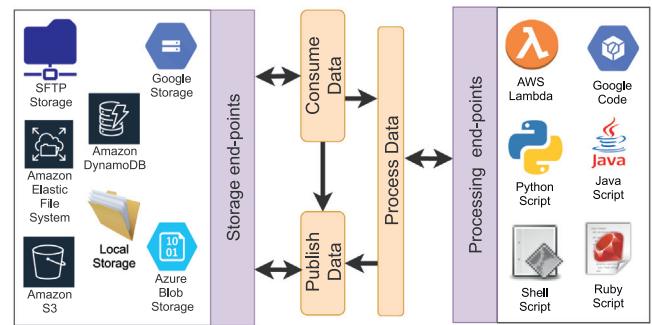 SFTP
Storage
Google
Storage
Amazon
DynamoDB
Amazon
Elastic
File
System
Local
Storage
10
01
Amazon
S3
Azure
Blob
Storage
Storage end-points
Consume
Data
Publish
Data
Process Data
Processing end-points
AWS
Lambda
Google
Code
Python
Script
Java
Java
Script
Shell
Script
Ruby
Script